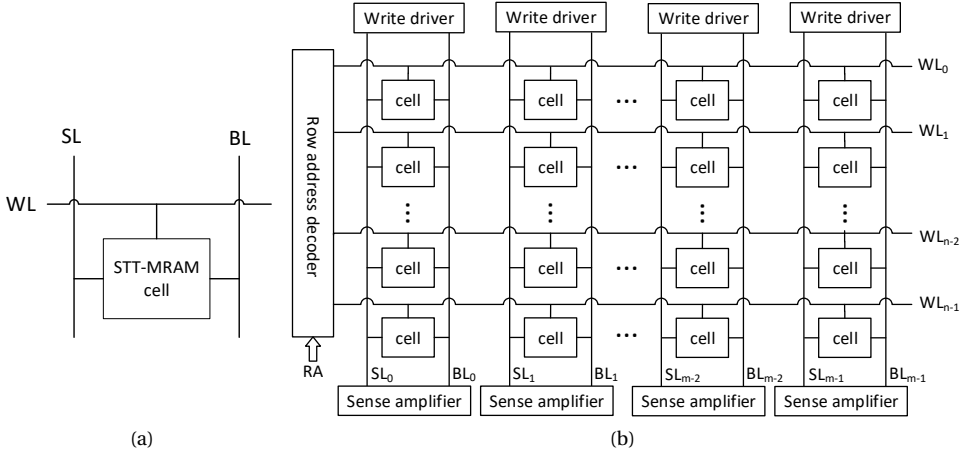 SL
BL
WL
STT-MRAM
cell
(a)
Write driver Write driver Write driver Write driver
Row address decoder
RA
WL0
cell cell ... cell cell
WL1
cell cell ... cell cell
... ... ... ...
WLn-2
cell cell ... cell cell
WLn-1
cell cell ... cell cell
SL0 BL0 SL1 BL1 SLm-2 BLm-2 SLm-1 BLm-1
Sense amplifier Sense amplifier Sense amplifier Sense amplifier
(b)